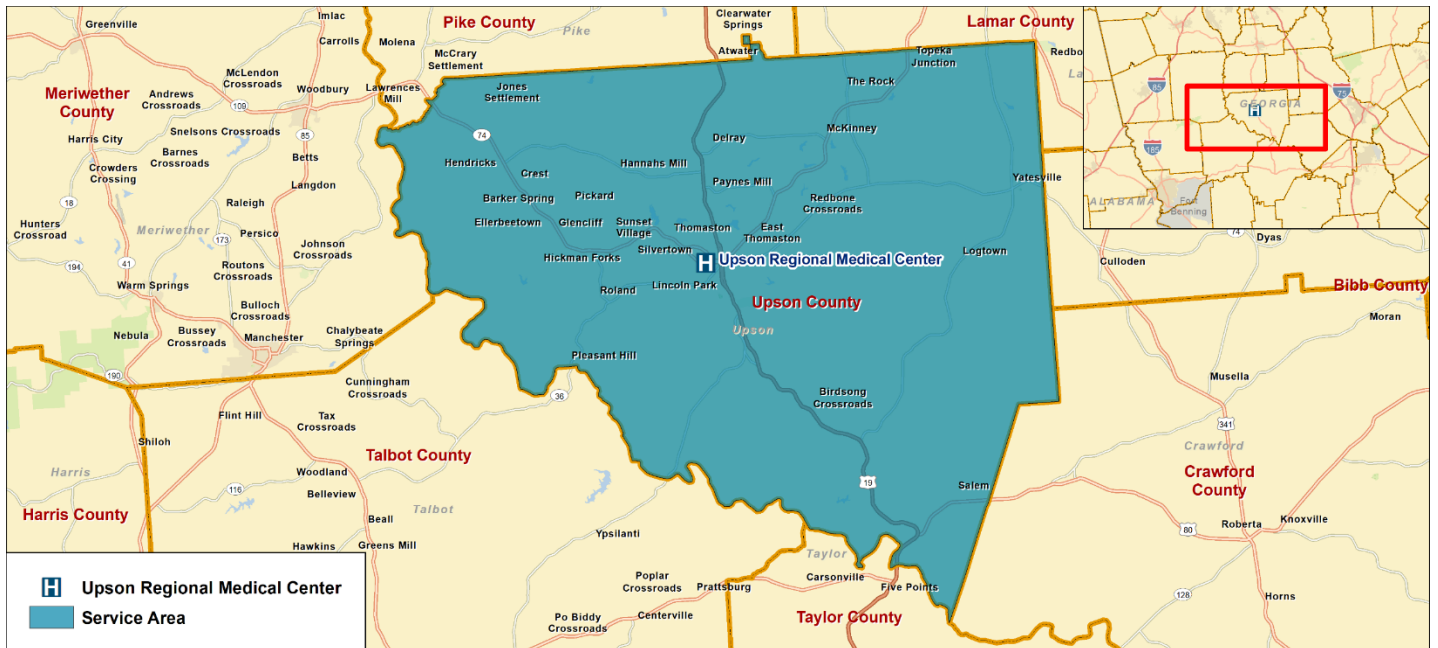 Greenville
Imlac
Carrolls
Molena
Pike County
Pike
McCrary
Settlement
Clearwater
Springs
Atwater
Lamar County
Topeka
Junction
Redbo
La
Meriwether
County
McLendon
Crossroads
Andrews
Crossroads
109
Woodbury
Lawrences
Mill
Jones
Settlement
The Rock
Harris City
Snelsons Crossroads
85
74
Delray
McKinney
Barnes
Crossroads
Betts
Hendricks
Crest
Hannahs Mill
Crowders
Crossing
Langdon
Barker Spring
Pickard
Paynes Mill
Redbone
Crossroads
Yatesville
18
Raleigh
Hunters
Crossroad
Meriwether
173
Persico
Ellerbeetown
Glencliff
Sunset
Village
Thomaston
East
Thomaston
Johnson
Crossroads
Silvertown
Logtown
194
41
Routons
Crossroads
Hickman Forks
Upson Regional Medical Center
H
Warm Springs
Roland
Lincoln Park
Upson County
Upson
Bulloch
Crossroads
Nebula
Bussey
Crossroads
Manchester
Chalybeate
Springs
Pleasant Hill
190
Cunningham
Crossroads
36
Birdsong
Crossroads
Flint Hill
Tax
Crossroads
Shiloh
Talbot County
Harris
Woodland
Belleview
116
Talbot
Harris County
Beall
Hawkins
Greens Mill
Ypsilanti
19
Salem
Taylor
Poplar
Crossroads
Prattsburg
Carsonville
Five Points
Po Biddy
Crossroads
Centerville
Taylor County
85
75
GEORGIA
H
185
ALABAMA
Fort
Benning
74
Dyas
Culloden
Bibb County
Moran
Musella
341
Crawford
Crawford
County
80
Roberta
Knoxville
128
Horns
H Upson Regional Medical Center
Service Area